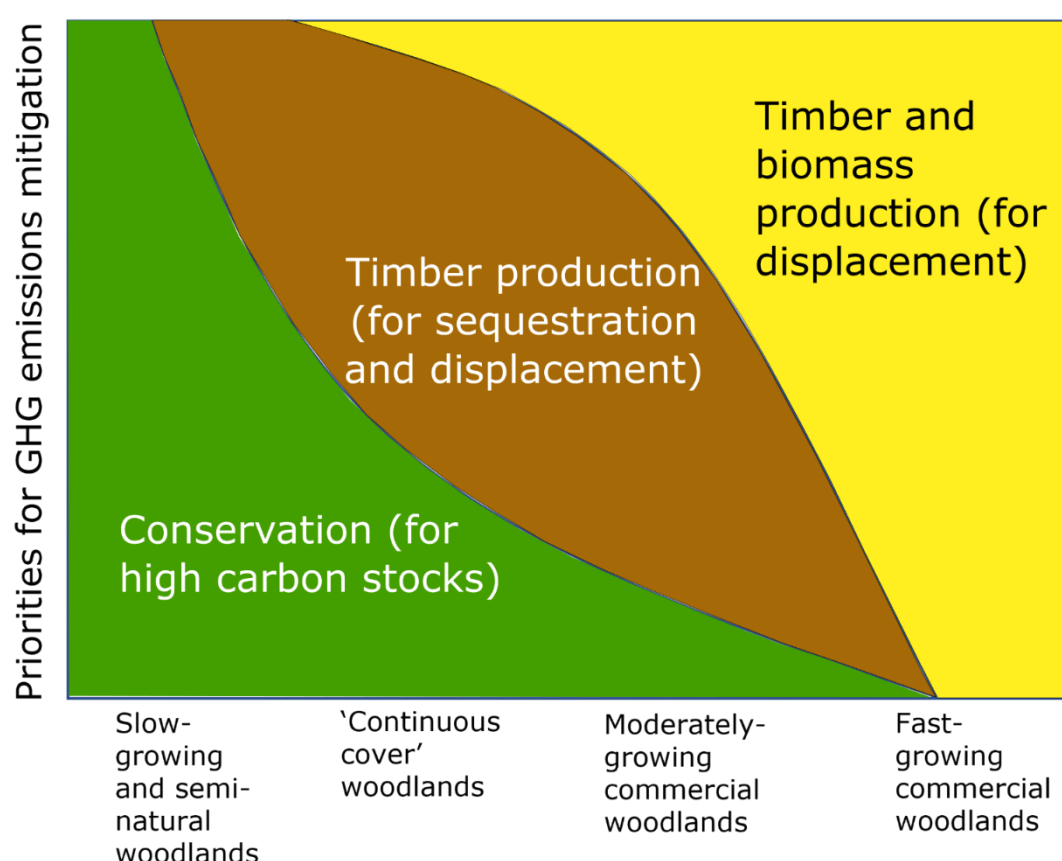 Priorities for GHG emissions mitigation
Timber and
biomass
production (for
displacement)
Timber production
(for sequestration
and displacement)
Conservation (for
high carbon stocks)
Slow-
growing
and semi-
natural
woodlands
‘Continuous
cover’
woodlands
Moderately-
growing
commercial
woodlands
Fast-
growing
commercial
woodlands